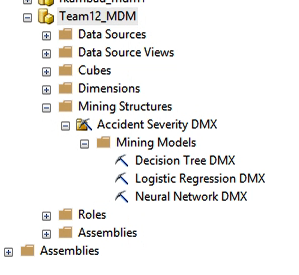 Team12_MDM
Data Sources
Data Source Views
Cubes
Dimensions
Mining Structures
Accident Severity DMX
Mining Models
Decision Tree DMX
Logistic Regression DMX
Neural Network DMX
Roles
Assemblies
Assemblies